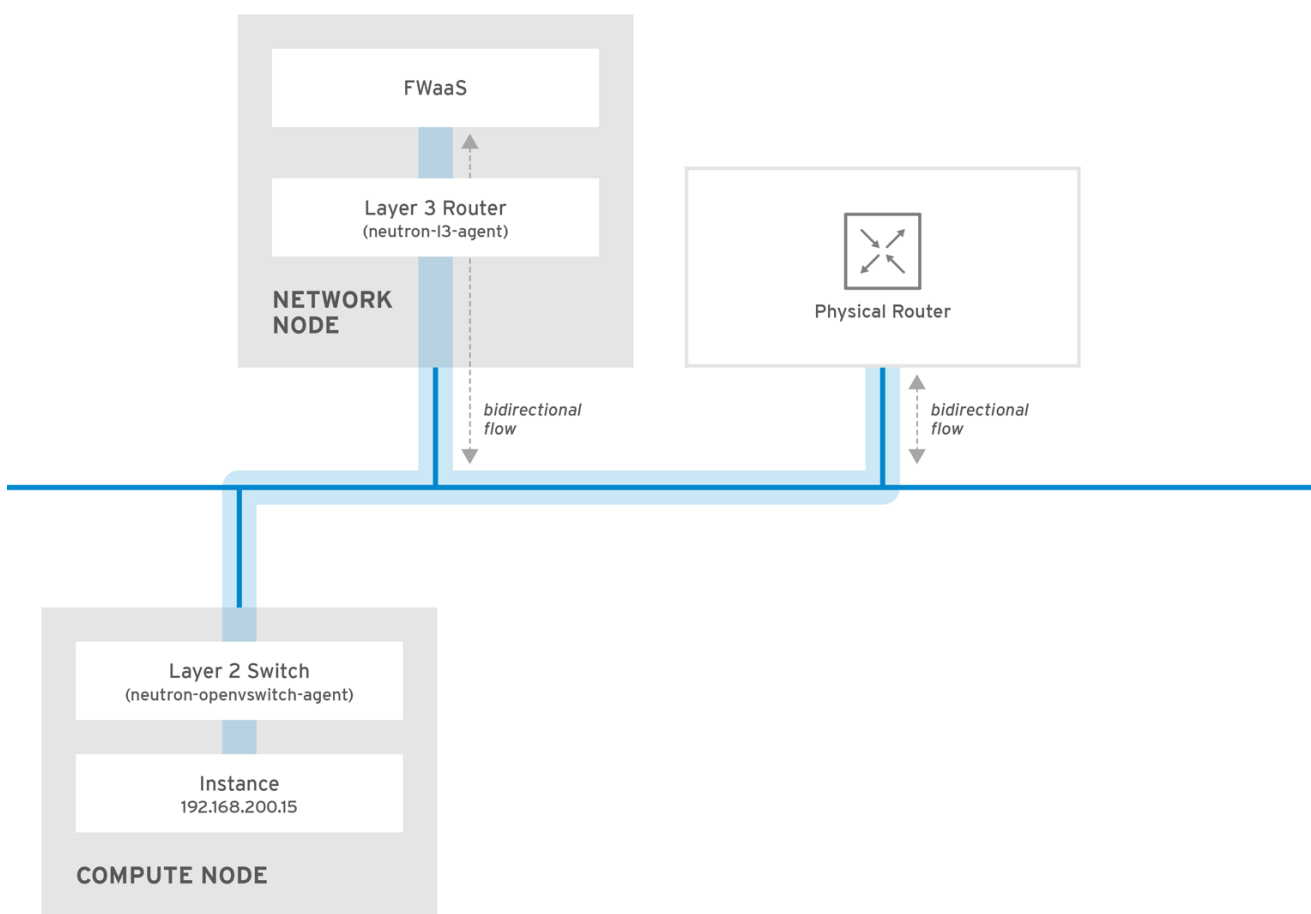 FWaaS
Layer 3 Router
(neutron-l3-agent)
NETWORK
NODE
bidirectional
flow
Physical Router
bidirectional
flow
Layer 2 Switch
(neutron-openvswitch-agent)
Instance
192.168.200.15
COMPUTE NODE